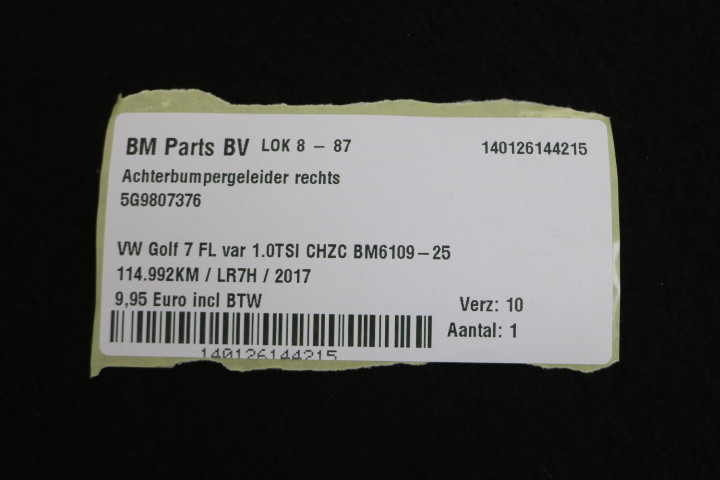 BM Parts BV LOK 8 - 87 140126144215
Achterbumpergeleider rechts
5G9807376
VW Golf 7 FL var 1.0TSI CHZC BM6109-25
114.992KM / LR7H / 2017
9,95 Euro incl BTW Verz: 10
Aantal: 1
140126144215